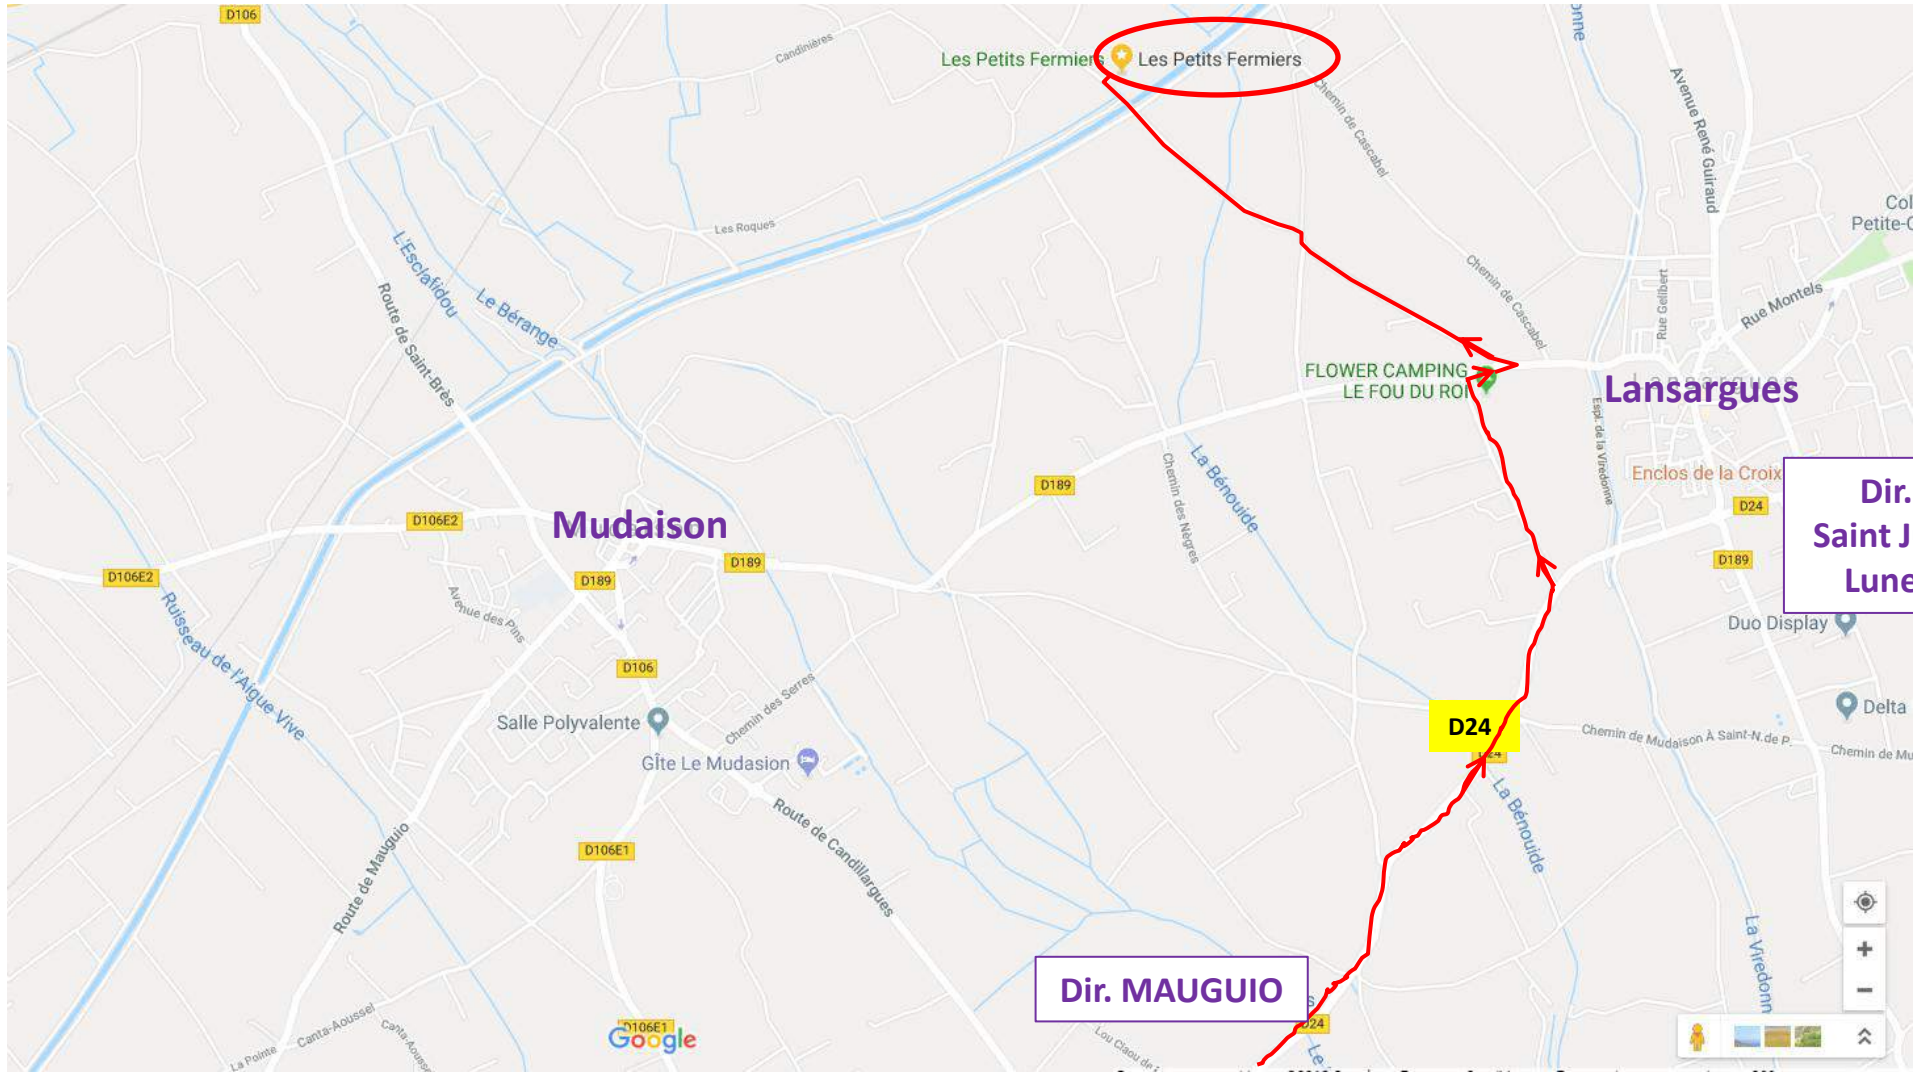 D106
Candinières
Les Petits Fermiers
Les Petits Fermiers
Chemin de Cascabel
Avenue René Guiraud
Les Roques
L'Esclafidou
Le Bérange
Route de Saint-Brès
Chemin de Cascabel
Rue Gelibert
Rue Montels
FLOWER CAMPING
LE FOU DU ROI
Lansargues
Espl. de la Viredonne
Enclos de la Croix
D189
Chemin des Nègres
La Bénouide
D24
Dir.
Saint J
Lune
D106E2
Mudaison
D106E2
D189
D189
D189
Avenue des Pins
Ruisseau de l'Aigue Vive
Duo Display
D106
Chemin des Serres
Salle Polyvalente
Gîte Le Mudasion
D24
Chemin de Mudaison À Saint-N.de P.
Delta
Chemin de Mu
La Bénouide
Route de Mauguio
Route de Candillargues
D106E1
La Viredonn
Dir. MAUGUIO
D24
Canta-Aoussel
La Pointe
D106E1
Google